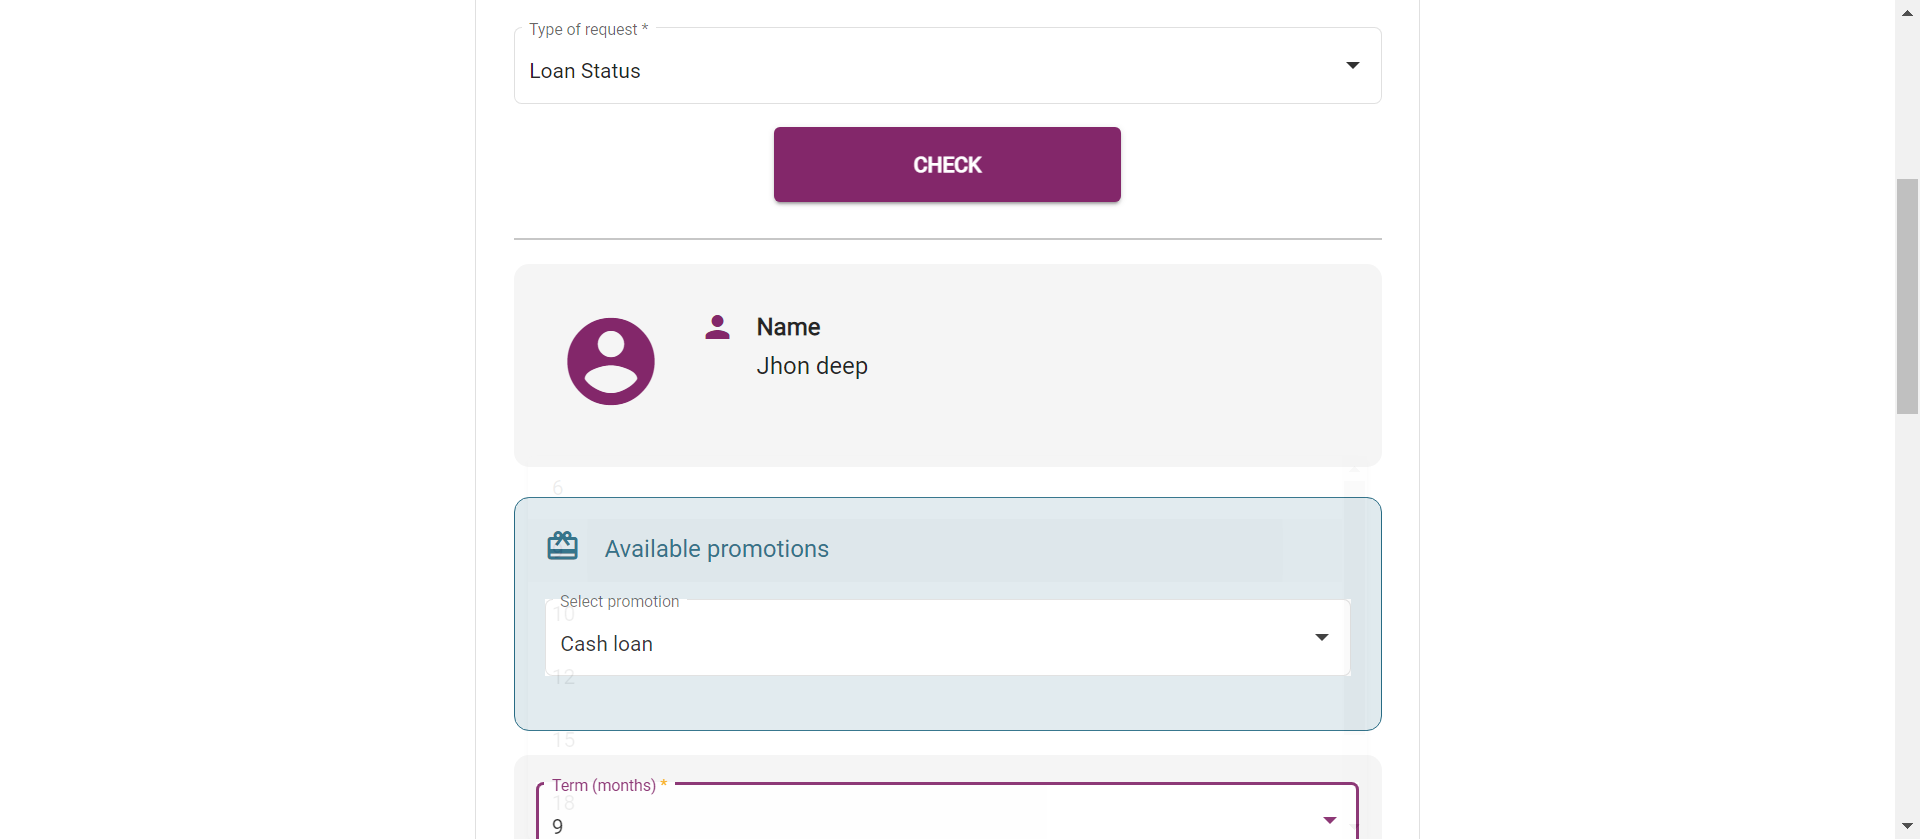 Type of request *
Loan Status
CHECK
Name
Jhon deep
6
Available promotions
Select promotion
10
Cash loan
12
15
Term (months) *
18
9